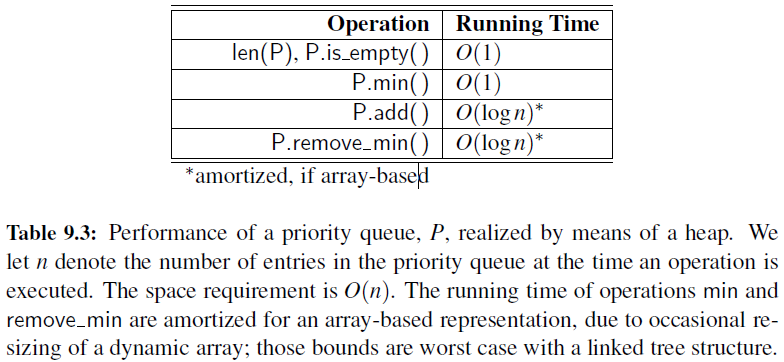 Operation Running Time
len(P), P.is_empty() O(1)
P.min() O(1)
P.add() O(log n)*
P.remove_min() O(log n)*
*amortized, if array-based
Table 9.3: Performance of a priority queue, P, realized by means of a heap. We
let n denote the number of entries in the priority queue at the time an operation is
executed. The space requirement is O(n). The running time of operations min and
remove_min are amortized for an array-based representation, due to occasional re-
sizing of a dynamic array; those bounds are worst case with a linked tree structure.